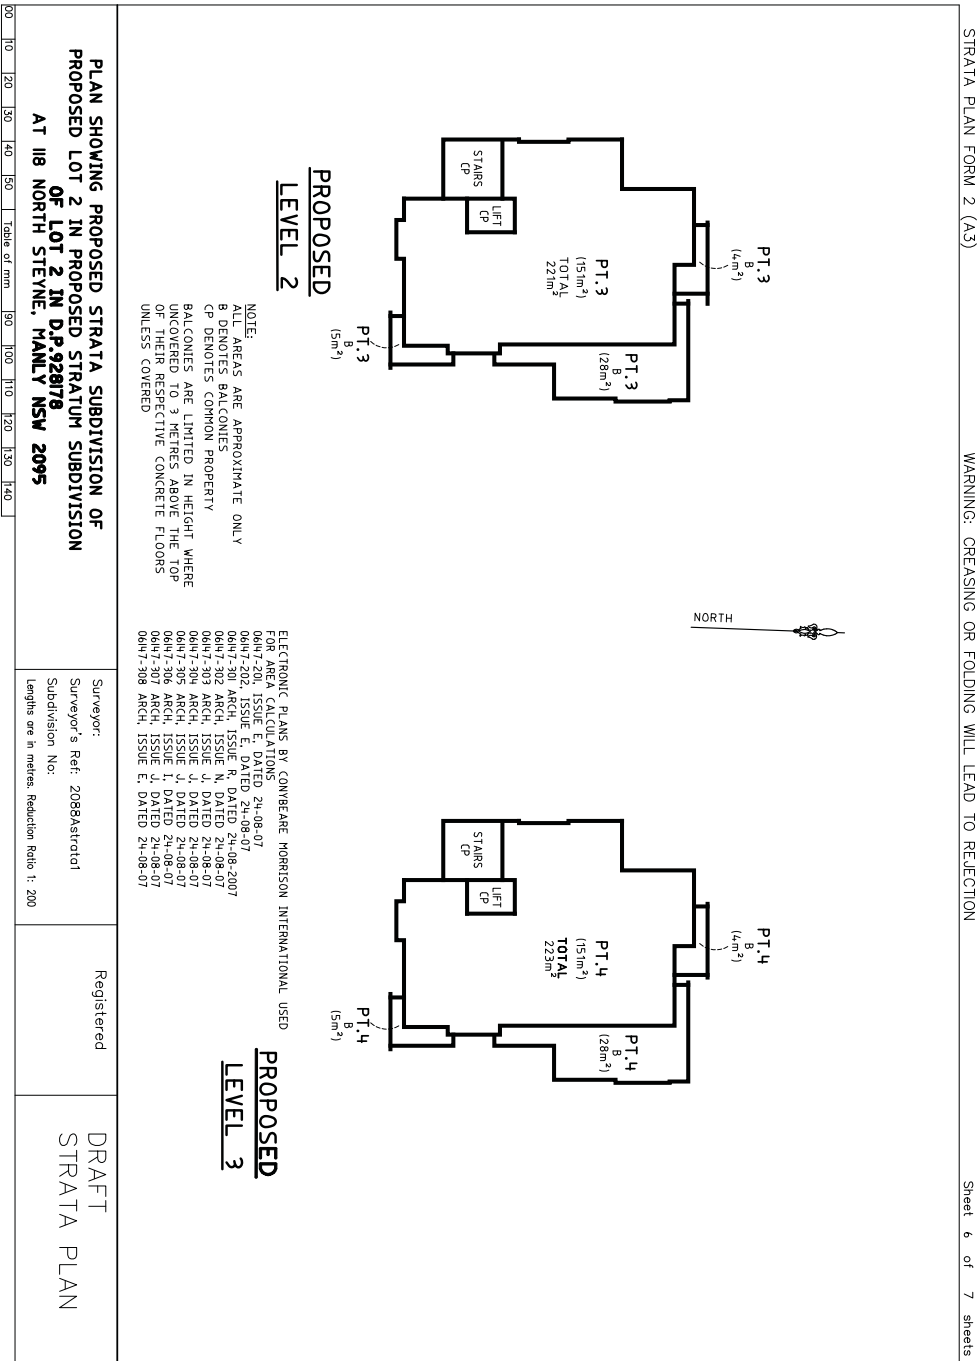 STRATA PLAN FORM 2 (A3)
WARNING: CREASING OR FOLDING WILL LEAD TO REJECTION
Sheet 6 of 7 sheets
PT.3
B
(4m²)
PT.3
(151m²)
TOTAL
221m²
PT.3
B
(28m²)
STAIRS
CP
LIFT
CP
PT.3
B
(5m²)
PROPOSED
LEVEL 2
NORTH
PT.4
B
(4m²)
PT.4
(151m²)
TOTAL
223m²
PT.4
B
(28m²)
STAIRS
CP
LIFT
CP
PT.4
B
(5m²)
PROPOSED
LEVEL 3
NOTE:
ALL AREAS ARE APPROXIMATE ONLY
B DENOTES BALCONIES
CP DENOTES COMMON PROPERTY
BALCONIES ARE LIMITED IN HEIGHT WHERE
UNCOVERED TO 3 METRES ABOVE THE TOP
OF THEIR RESPECTIVE CONCRETE FLOORS
UNLESS COVERED
ELECTRONIC PLANS BY CONYBEARE MORRISON INTERNATIONAL USED
FOR AREA CALCULATIONS
06147-201, ISSUE E, DATED 24-08-07
06147-202, ISSUE E, DATED 24-08-07
06147-301 ARCH, ISSUE R, DATED 24-08-2007
06147-302 ARCH, ISSUE N, DATED 24-08-07
06147-303 ARCH, ISSUE J, DATED 24-08-07
06147-304 ARCH, ISSUE J, DATED 24-08-07
06147-305 ARCH, ISSUE J, DATED 24-08-07
06147-306 ARCH, ISSUE I, DATED 24-08-07
06147-307 ARCH, ISSUE J, DATED 24-08-07
06147-308 ARCH, ISSUE E, DATED 24-08-07
PLAN SHOWING PROPOSED STRATA SUBDIVISION OF
PROPOSED LOT 2 IN PROPOSED STRATUM SUBDIVISION
OF LOT 2 IN D.P.928178
AT 118 NORTH STEYNE, MANLY NSW 2095
Surveyor:
Surveyor's Ref: 2088Astrata1
Subdivision No:
Lengths are in metres. Reduction Ratio 1: 200
Registered
DRAFT
STRATA PLAN
00 10 20 30 40 50 Table of mm 90 100 110 120 130 140